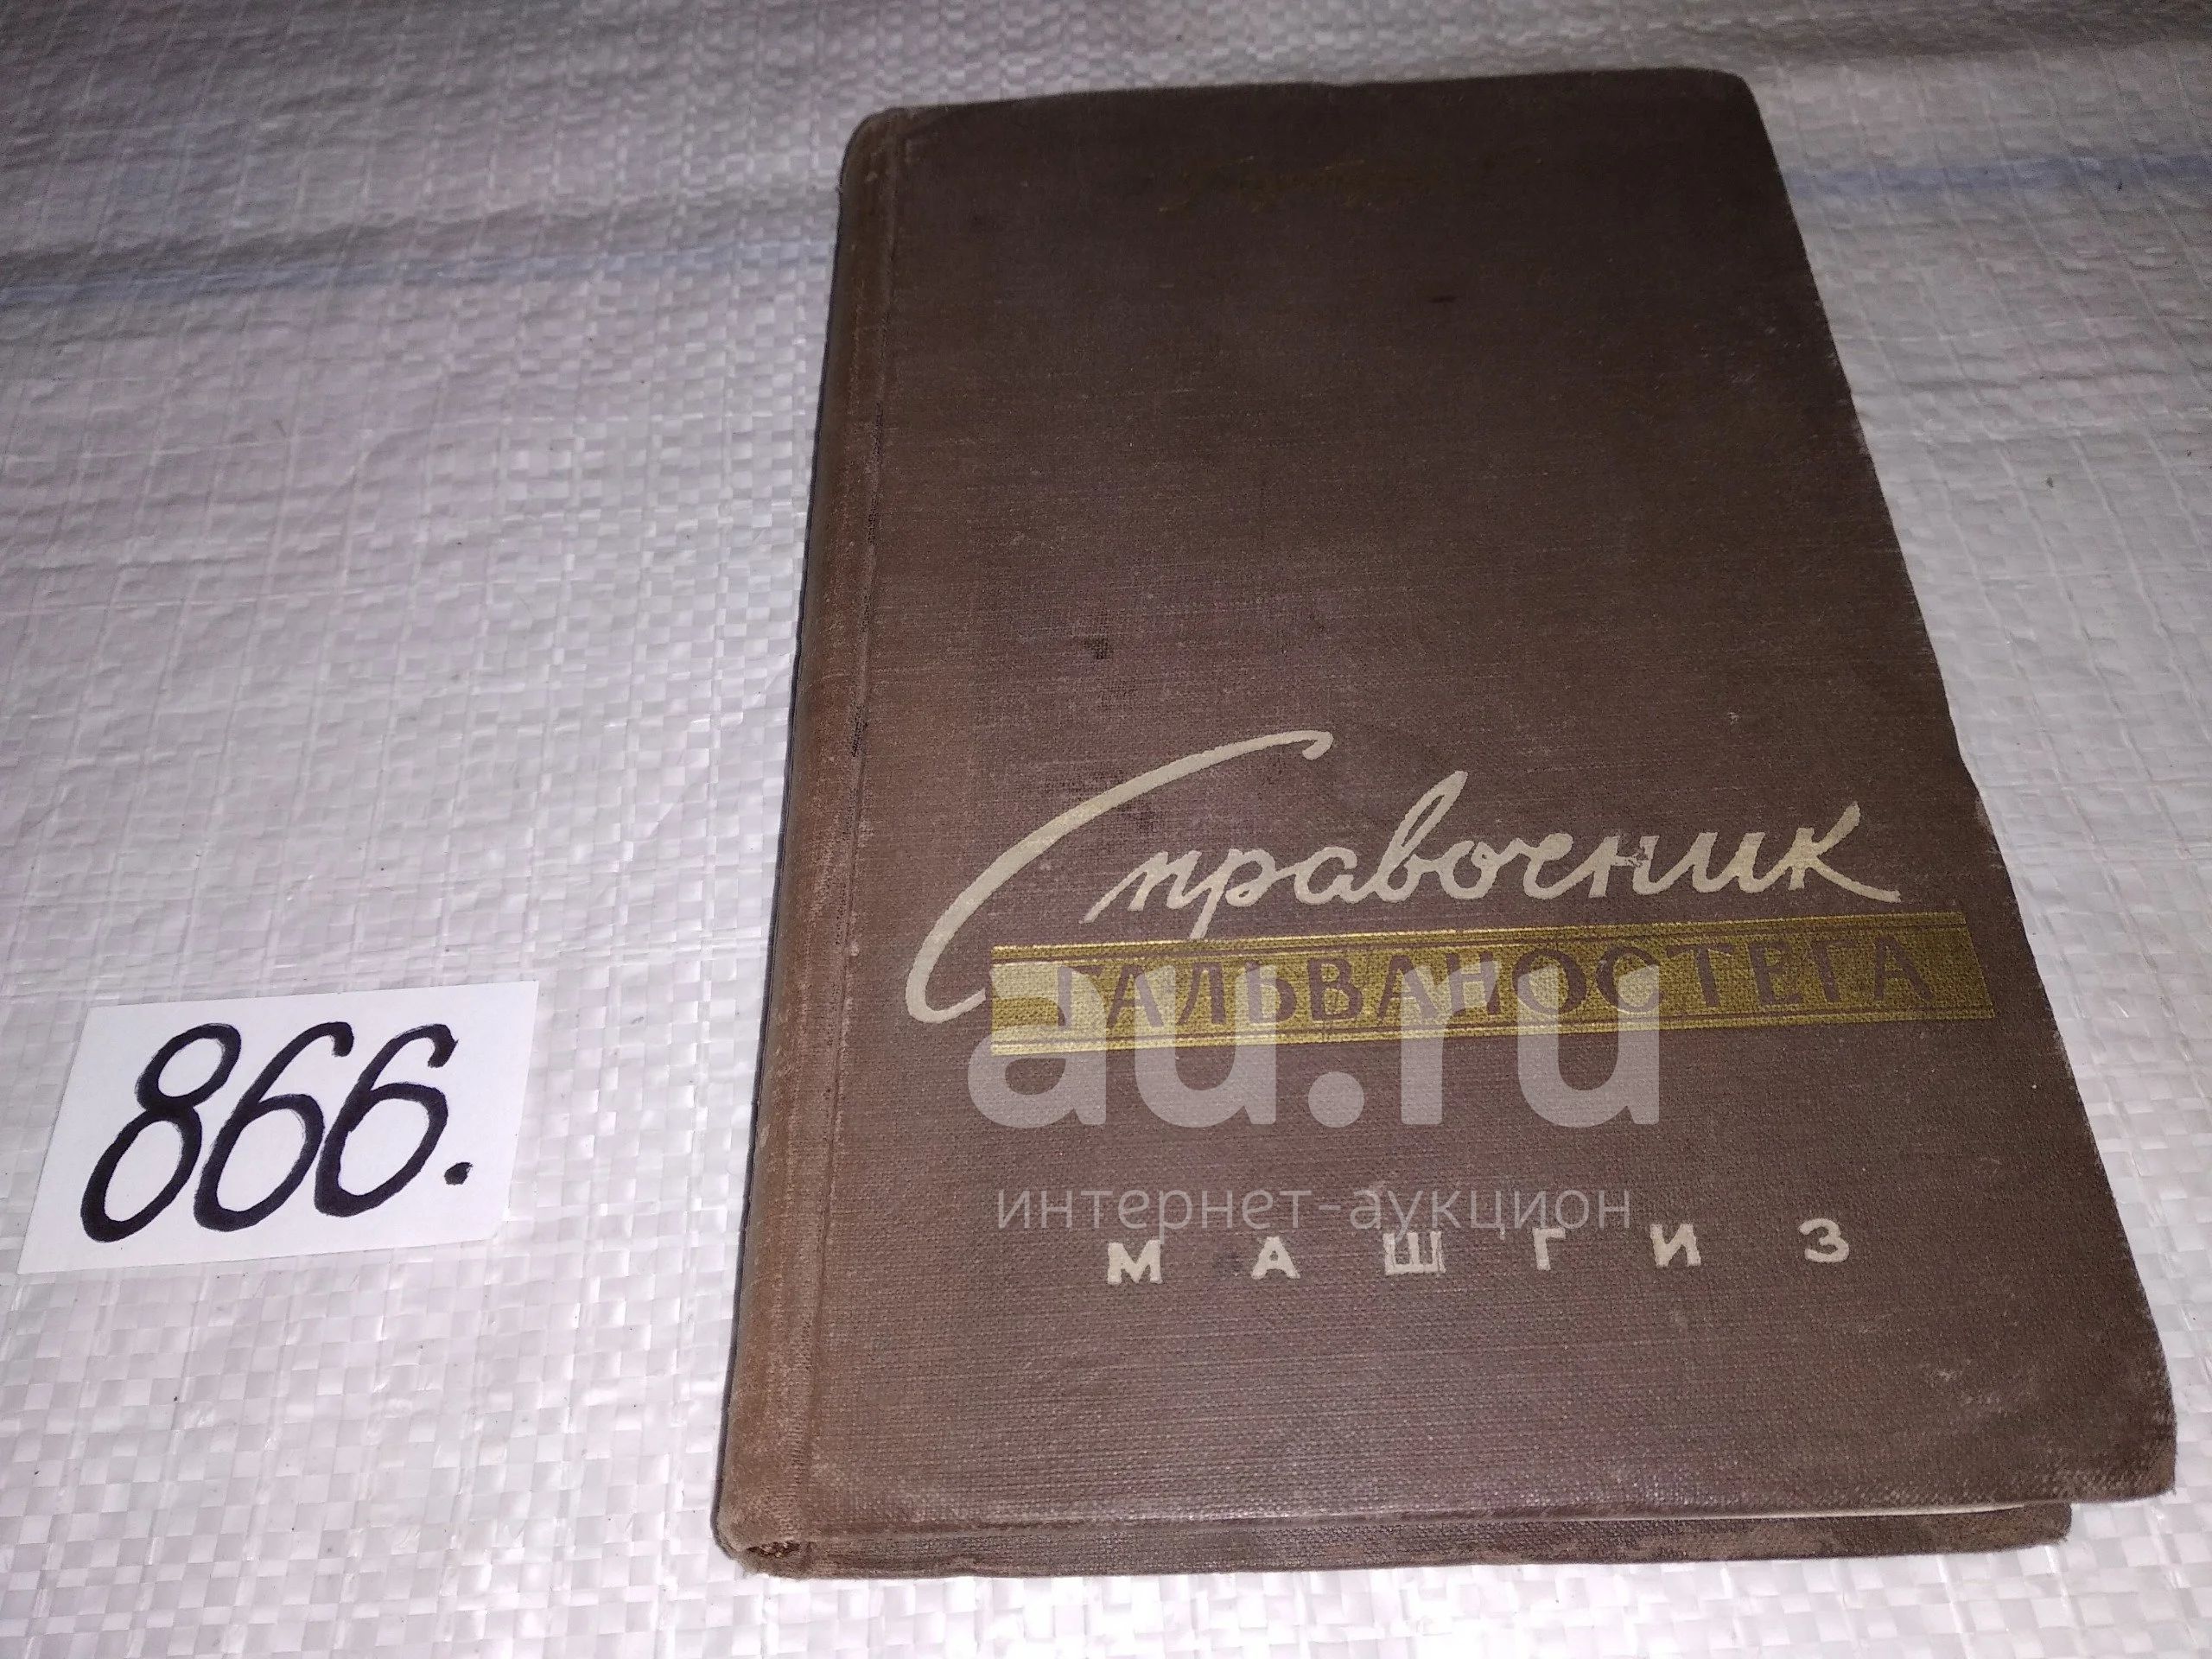 Справочник
ГАЛЬВАНОСТЕГА
au.ru
интернет-аукцион
МАШГИЗ
866.